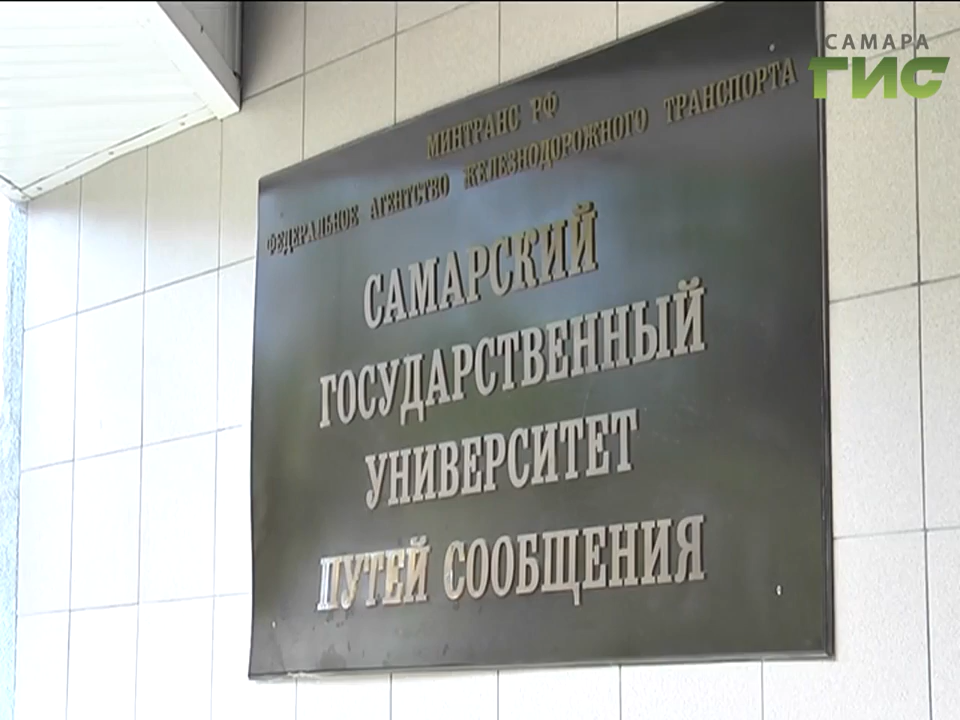 САМАРА
ГИС
МИНТРАНС РФ
ФЕДЕРАЛЬНОЕ АГЕНТСТВО ЖЕЛЕЗНОДОРОЖНОГО ТРАНСПОРТА
САМАРСКИЙ
ГОСУДАРСТВЕННЫЙ
УНИВЕРСИТЕТ
ПУТЕЙ СООБЩЕНИЯ